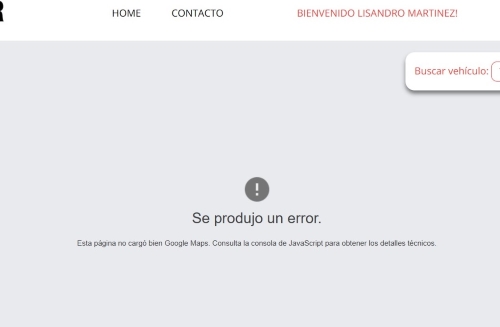 R
HOME CONTACTO BIENVENIDO LISANDRO MARTINEZ!
Buscar vehículo:
Se produjo un error.
Esta página no cargó bien Google Maps. Consulta la consola de JavaScript para obtener los detalles técnicos.